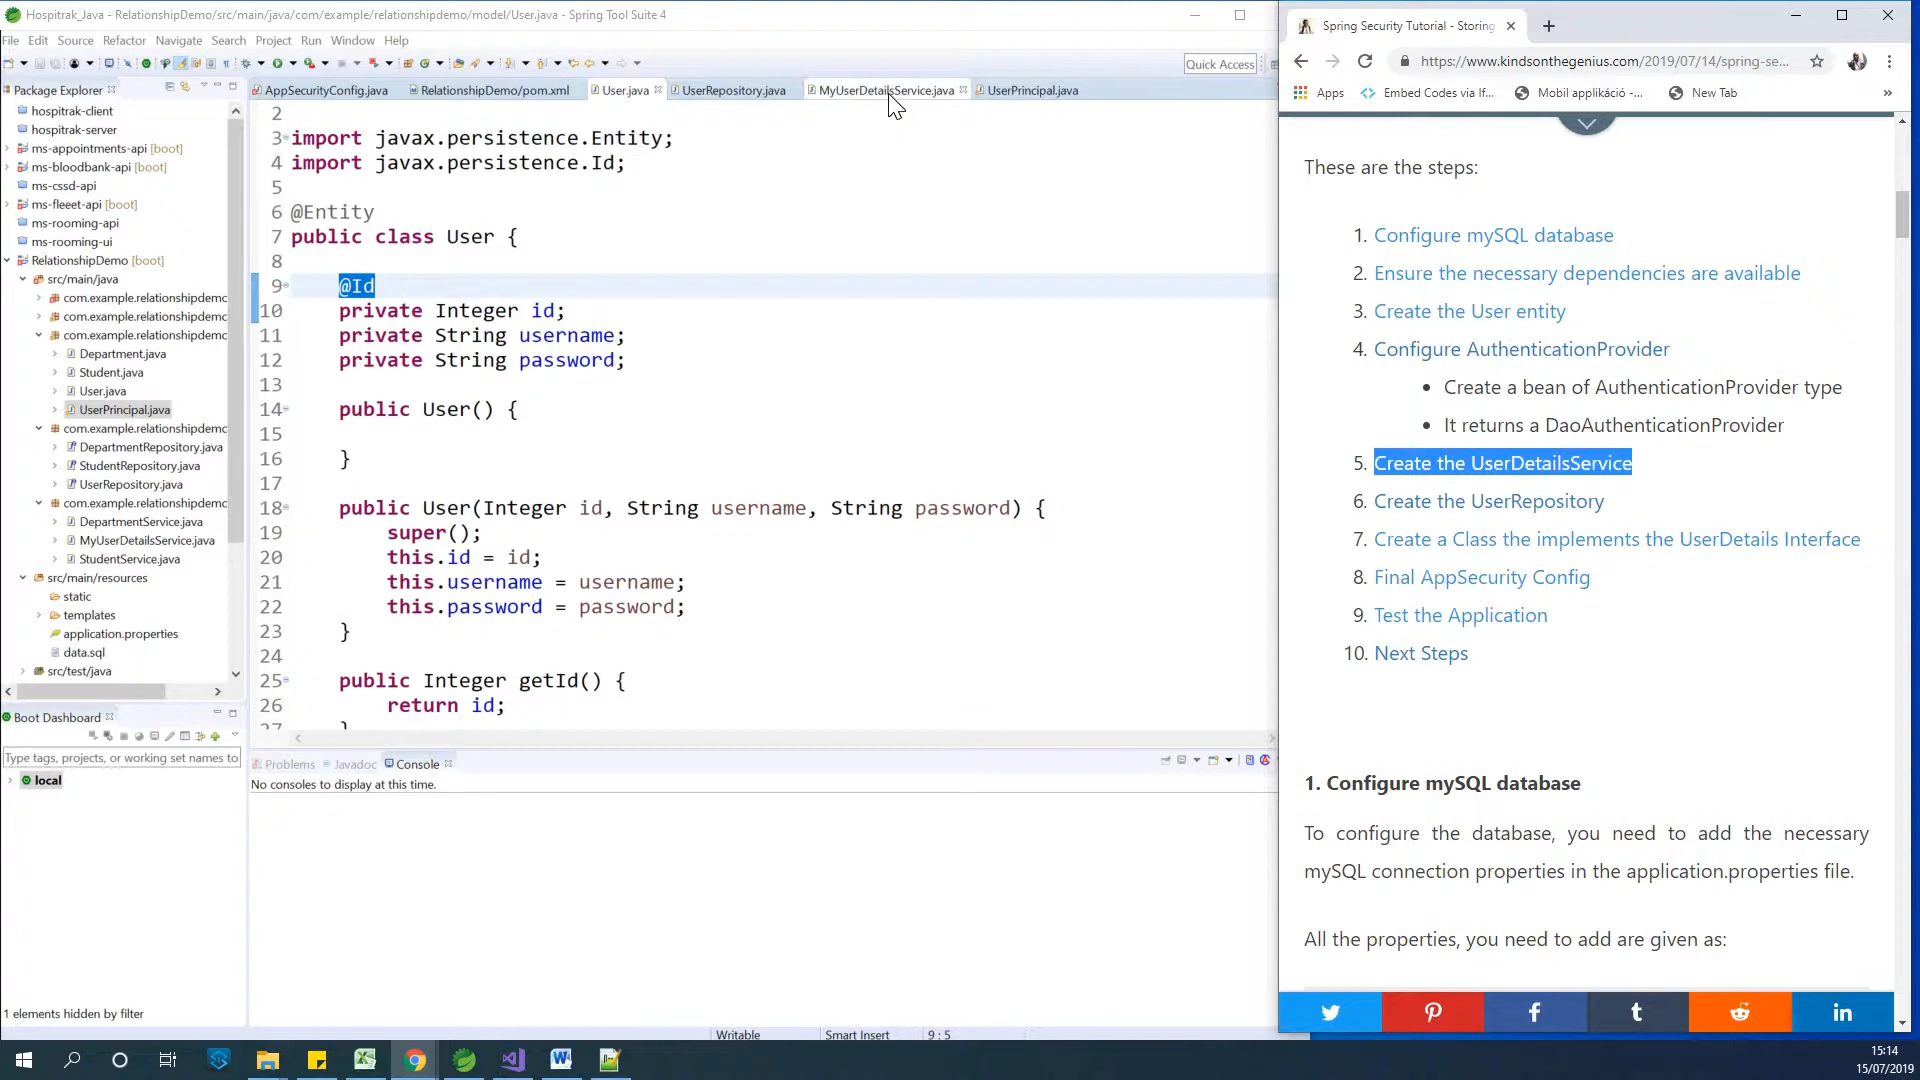 Hospitrak_Java - RelationshipDemo/src/main/java/com/example/relationshipdemo/model/User.java - Spring Tool Suite 4
File Edit Source Refactor Navigate Search Project Run Window Help
Quick Access
Package Explorer
hospitrak-client
hospitrak-server
ms-appointments-api [boot]
ms-bloodbank-api [boot]
ms-cssd-api
ms-fleeet-api [boot]
ms-rooming-api
ms-rooming-ui
RelationshipDemo [boot]
src/main/java
com.example.relationshipdemo
com.example.relationshipdemo
com.example.relationshipdemo
Department.java
Student.java
User.java
UserPrincipal.java
com.example.relationshipdemo
DepartmentRepository.java
StudentRepository.java
UserRepository.java
com.example.relationshipdemo
DepartmentService.java
MyUserDetailsService.java
StudentService.java
src/main/resources
static
templates
application.properties
data.sql
src/test/java
Boot Dashboard
Type tags, projects, or working set names to
local
1 elements hidden by filter
AppSecurityConfig.java RelationshipDemo/pom.xml User.java UserRepository.java MyUserDetailsService.java UserPrincipal.java
2
3 import javax.persistence.Entity;
4 import javax.persistence.Id;
5
6 @Entity
7 public class User {
8
9 @Id
10 private Integer id;
11 private String username;
12 private String password;
13
14 public User() {
15
16 }
17
18 public User(Integer id, String username, String password) {
19 super();
20 this.id = id;
21 this.username = username;
22 this.password = password;
23 }
24
25 public Integer getId() {
26 return id;
27 }
Problems Javadoc Console
No consoles to display at this time.
Writable Smart Insert 9 : 5
Spring Security Tutorial - Storing
https://www.kindsonthegenius.com/2019/07/14/spring-se...
Apps Embed Codes via If... Mobil applikáció -... New Tab »
These are the steps:
1. Configure mySQL database
2. Ensure the necessary dependencies are available
3. Create the User entity
4. Configure AuthenticationProvider
• Create a bean of AuthenticationProvider type
• It returns a DaoAuthenticationProvider
5. Create the UserDetailsService
6. Create the UserRepository
7. Create a Class the implements the UserDetails Interface
8. Final AppSecurity Config
9. Test the Application
10. Next Steps
1. Configure mySQL database
To configure the database, you need to add the necessary
mySQL connection properties in the application.properties file.
All the properties, you need to add are given as:
15:14
15/07/2019